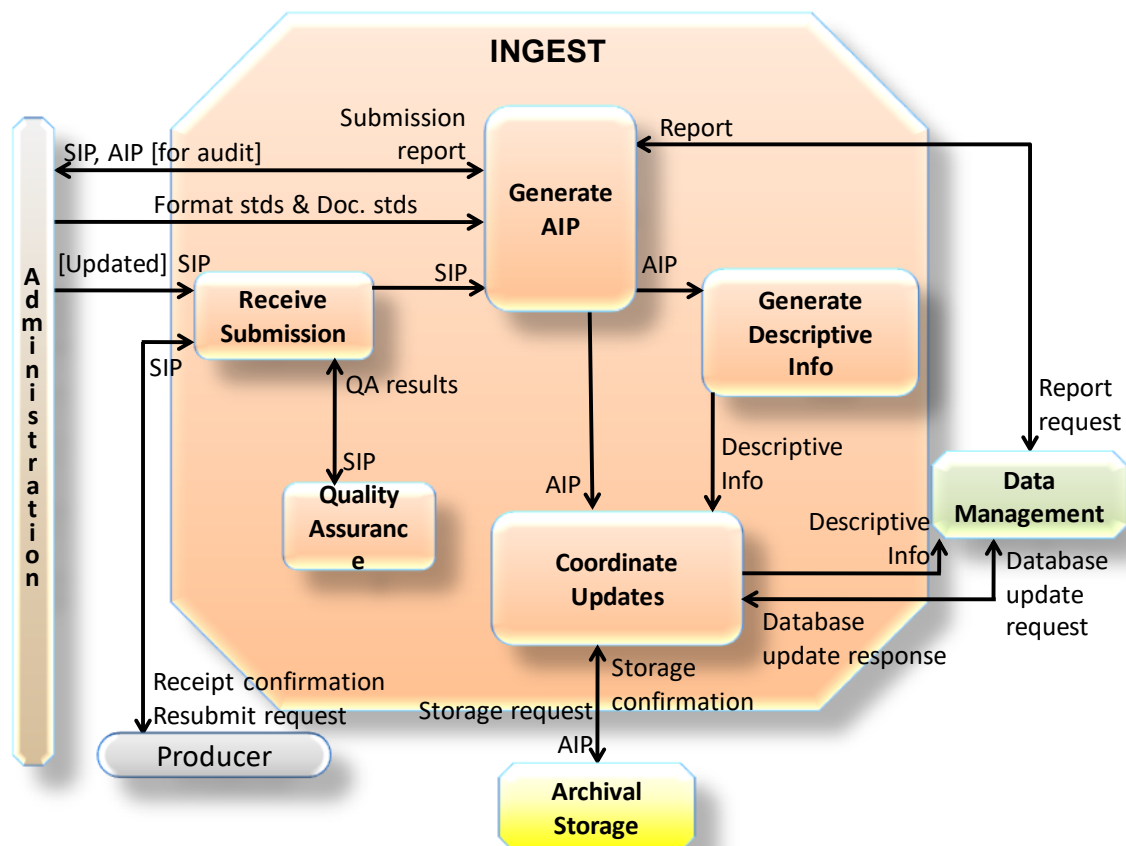 INGEST
Submission
report
Report
SIP, AIP [for audit]
Generate
AIP
Format stds & Doc. stds
[Updated] SIP
SIP
AIP
Administration
Receive
Submission
Generate
Descriptive
Info
SIP
QA results
Report
request
SIP
Descriptive
Info
AIP
Quality
Assuranc
e
Data
Management
Descriptive
Info
Coordinate
Updates
Database
update
request
Database
update response
Storage
confirmation
Receipt confirmation
Resubmit request
Storage request
AIP
Producer
Archival
Storage